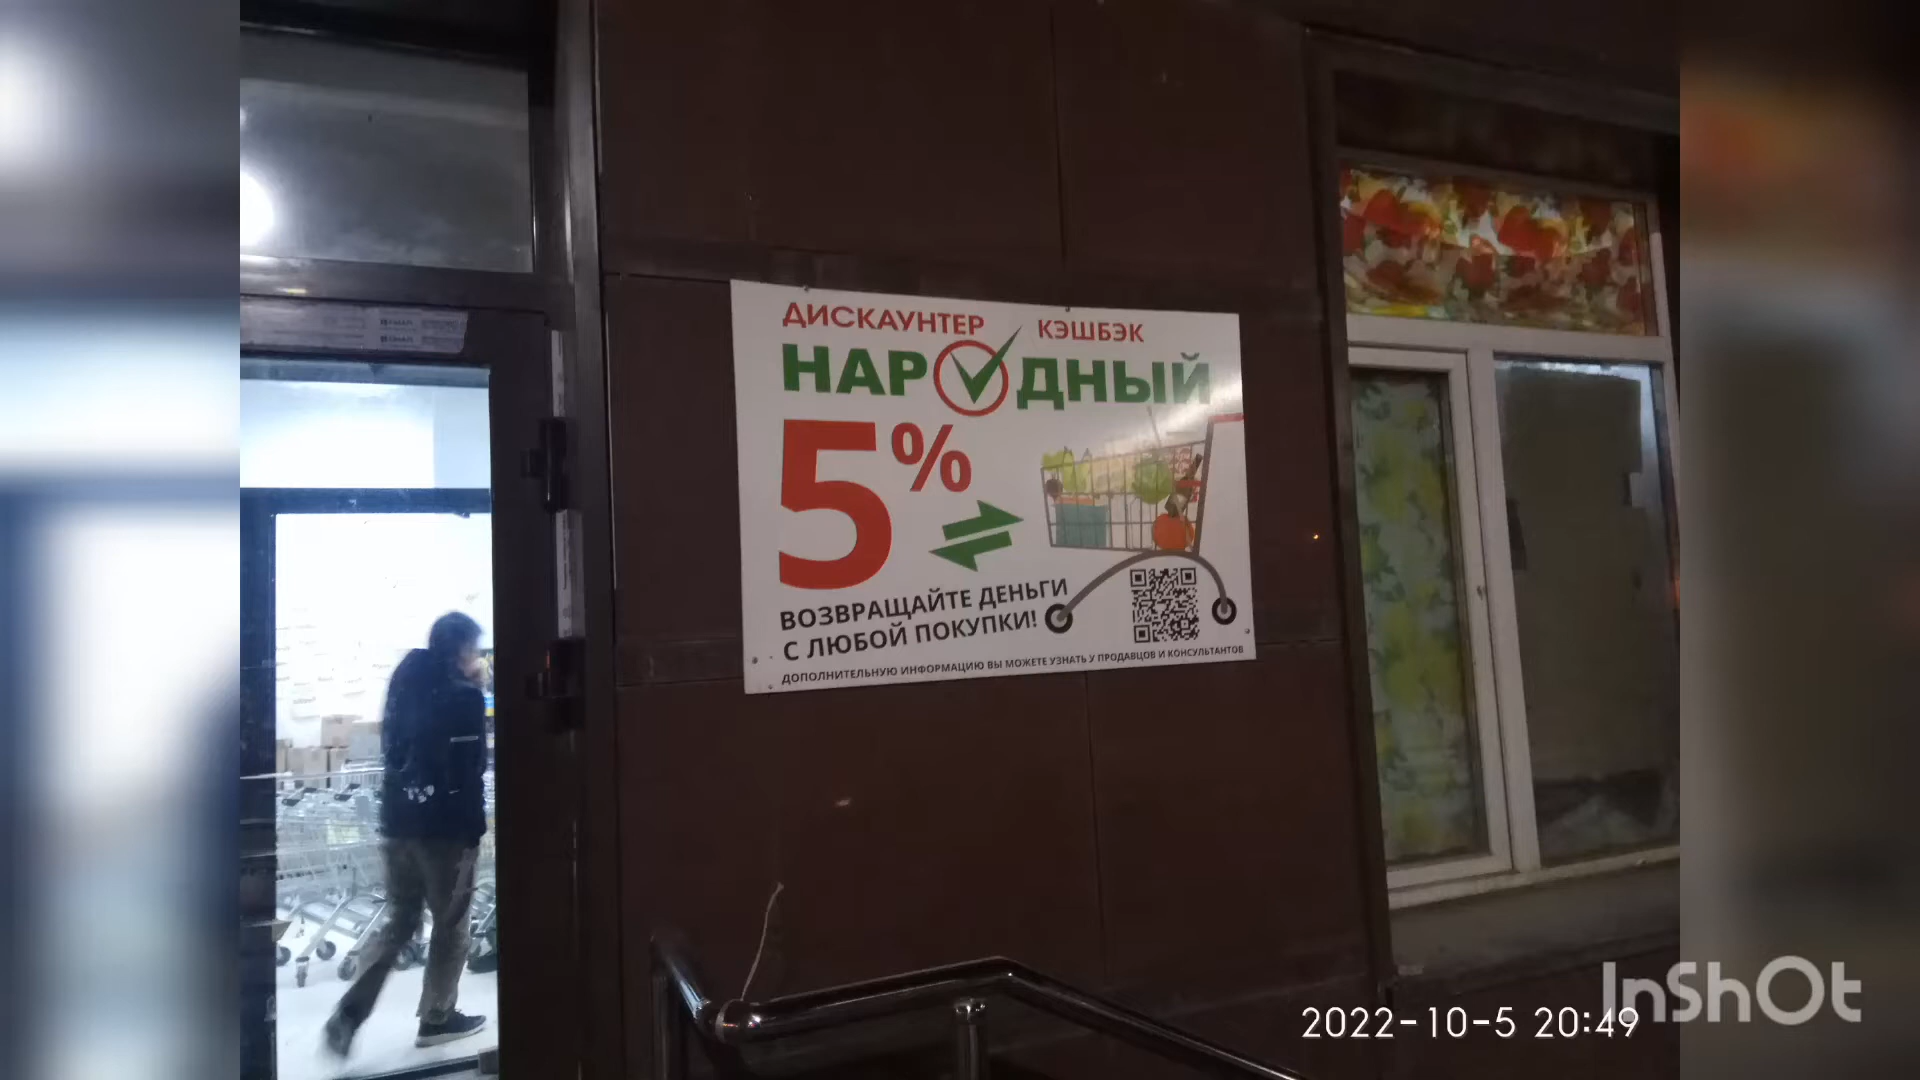 ДИСКАУНТЕР КЭШБЭК
НАРОДНЫЙ
5%
ВОЗВРАЩАЙТЕ ДЕНЬГИ
С ЛЮБОЙ ПОКУПКИ!
ДОПОЛНИТЕЛЬНУЮ ИНФОРМАЦИЮ ВЫ МОЖЕТЕ УЗНАТЬ У ПРОДАВЦОВ И КОНСУЛЬТАНТОВ
2022-10-5 20:49
InShOt